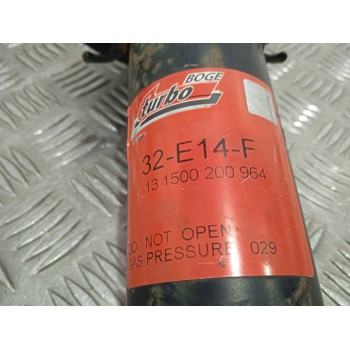 BOGE
turbo
32-E14-F
13 1500 200 964
DO NOT OPEN
GAS PRESSURE 029